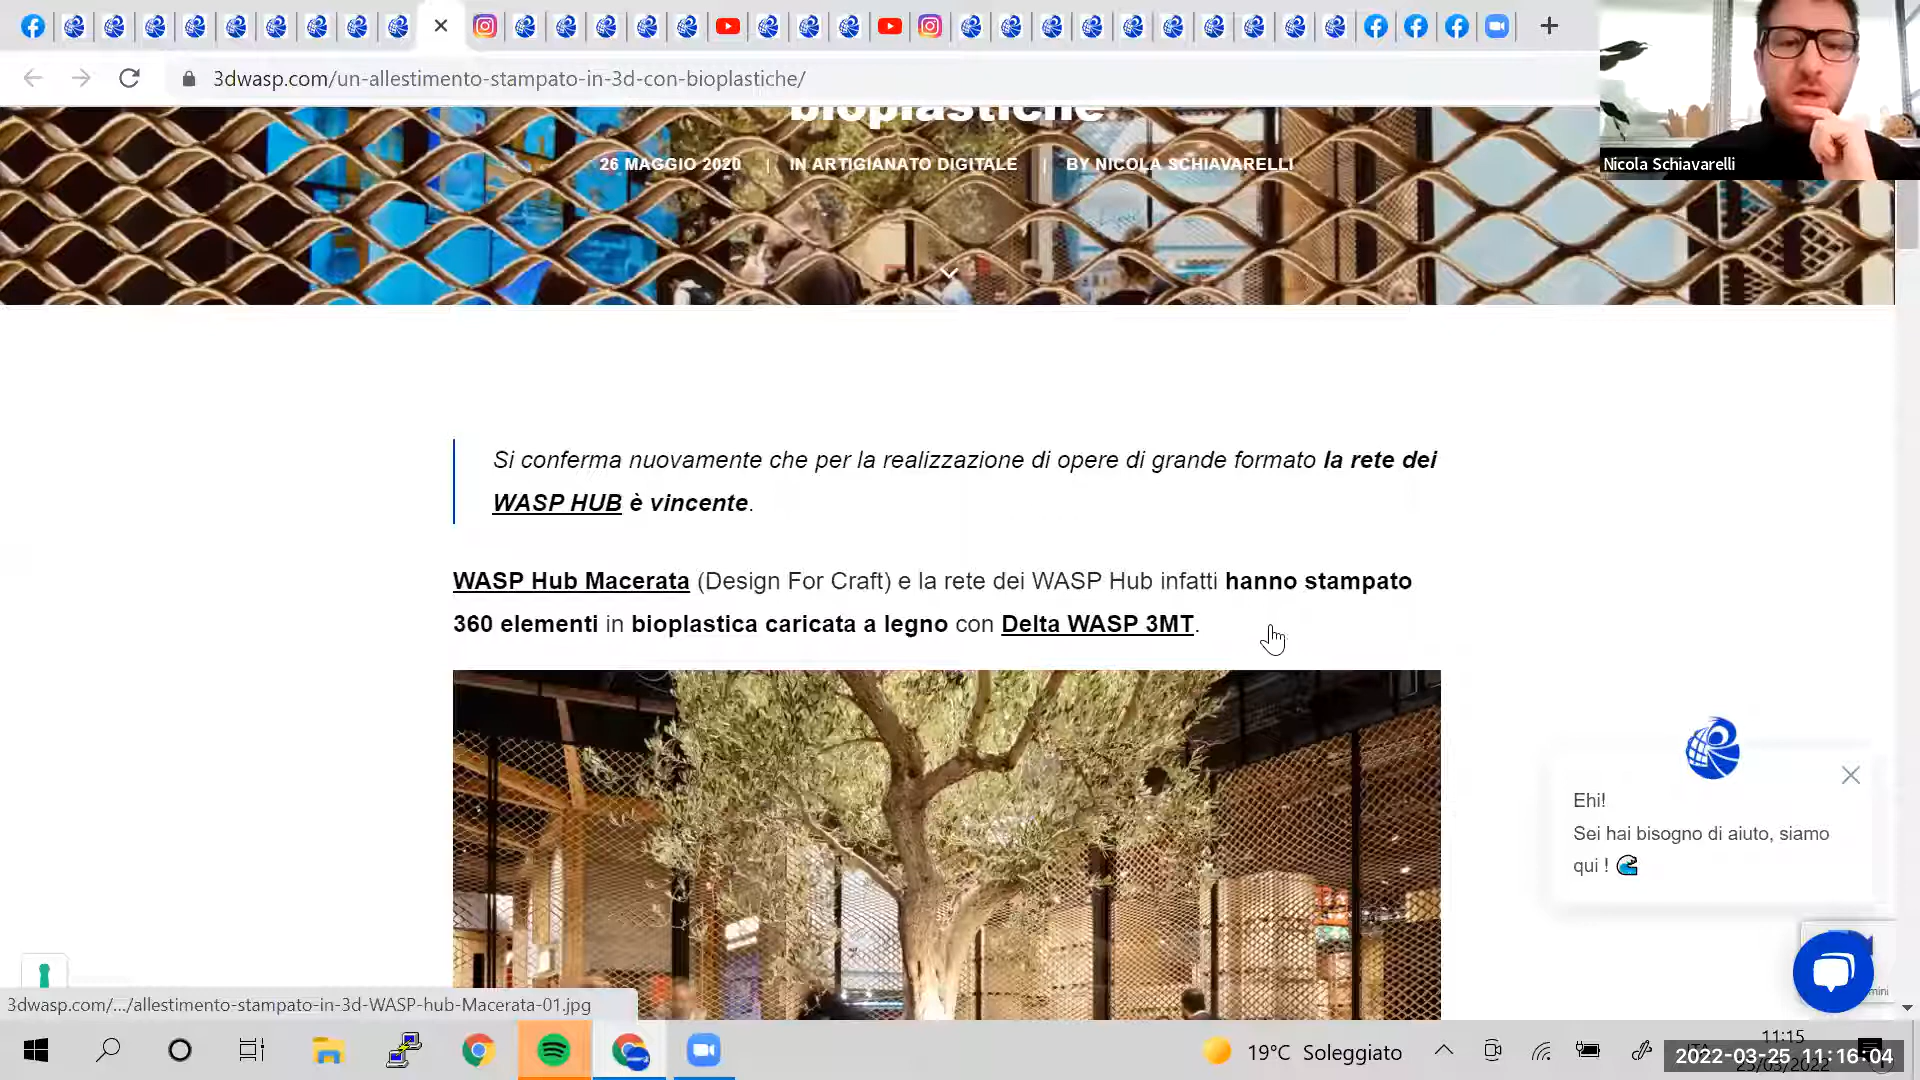 3dwasp.com/un-allestimento-stampato-in-3d-con-bioplastiche/
bioplastiche
26 MAGGIO 2020 | IN ARTIGIANATO DIGITALE | BY NICOLA SCHIAVARELLI
Nicola Schiavarelli
Si conferma nuovamente che per la realizzazione di opere di grande formato la rete dei
WASP HUB è vincente.
WASP Hub Macerata (Design For Craft) e la rete dei WASP Hub infatti hanno stampato
360 elementi in bioplastica caricata a legno con Delta WASP 3MT.
Ehi!
Sei hai bisogno di aiuto, siamo
qui !
mini
3dwasp.com/.../allestimento-stampato-in-3d-WASP-hub-Macerata-01.jpg
19°C Soleggiato
11:15
2022-03-25 11:16:04
25/03/2022